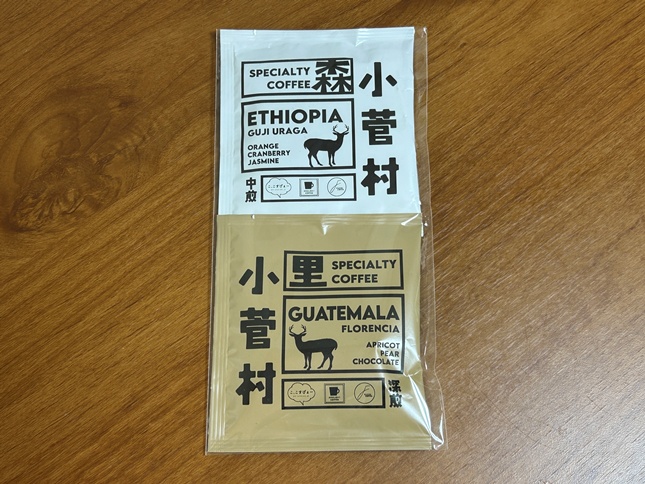 SPECIALTY
COFFEE
森
小菅村
ETHIOPIA
GUJI URAGA
ORANGE
CRANBERRY
JASMINE
中煎
小菅村
里
SPECIALTY
COFFEE
GUATEMALA
FLORENCIA
APRICOT
PEAR
CHOCOLATE
深煎